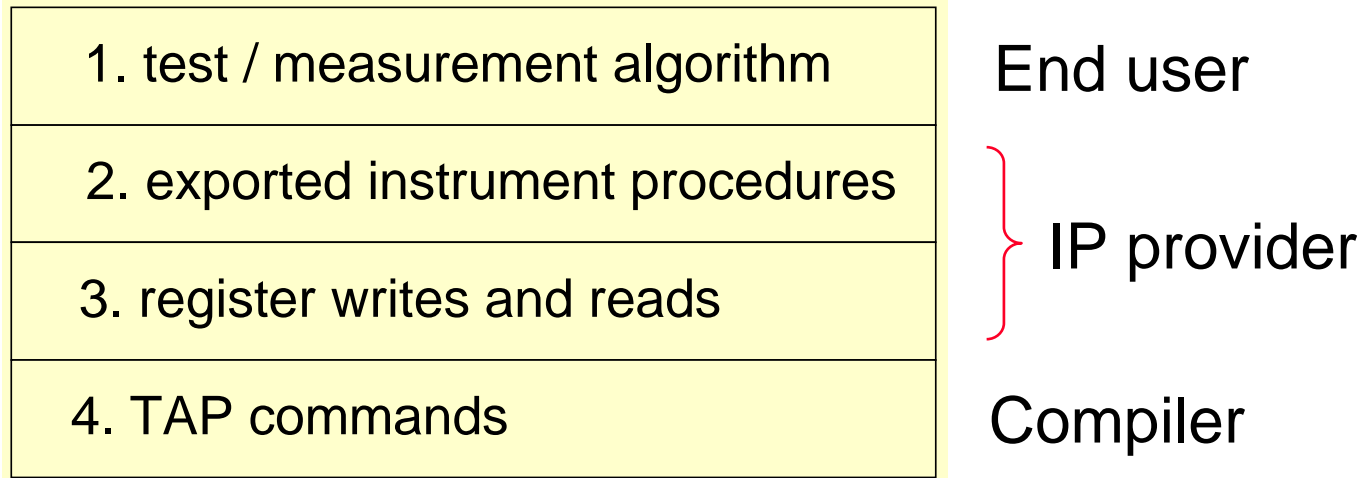 1. test / measurement algorithm
End user
2. exported instrument procedures
IP provider
3. register writes and reads
4. TAP commands
Compiler